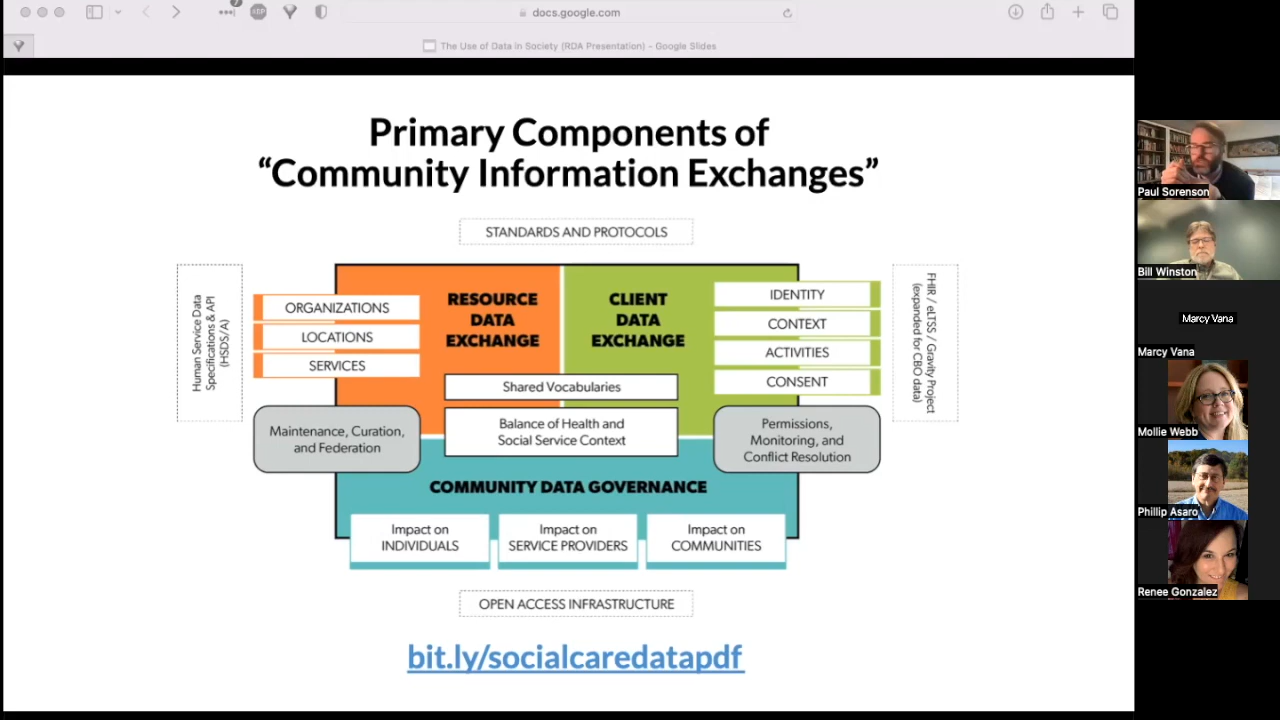 7
docs.google.com
The Use of Data in Society (RDA Presentation) – Google Slides
Primary Components of
“Community Information Exchanges”
STANDARDS AND PROTOCOLS
Human Service Data
Specifications & API
(HSDS/A)
ORGANIZATIONS
LOCATIONS
SERVICES
RESOURCE
DATA
EXCHANGE
CLIENT
DATA
EXCHANGE
IDENTITY
CONTEXT
ACTIVITIES
CONSENT
FHIR / eLTSS / Gravity Project
(expanded for CBO data)
Shared Vocabularies
Balance of Health and
Social Service Context
Maintenance, Curation,
and Federation
Permissions,
Monitoring, and
Conflict Resolution
COMMUNITY DATA GOVERNANCE
Impact on
INDIVIDUALS
Impact on
SERVICE PROVIDERS
Impact on
COMMUNITIES
OPEN ACCESS INFRASTRUCTURE
bit.ly/socialcaredatapdf
Paul Sorenson
Bill Winston
Marcy Vana
Marcy Vana
Mollie Webb
Phillip Asaro
Renee Gonzalez